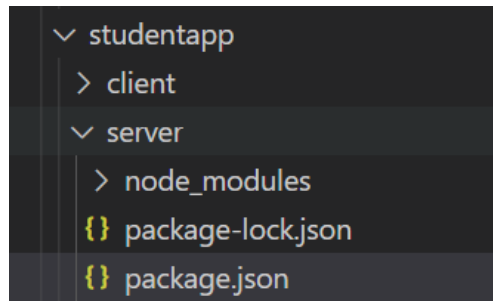 studentapp
client
server
node_modules
{} package-lock.json
{} package.json